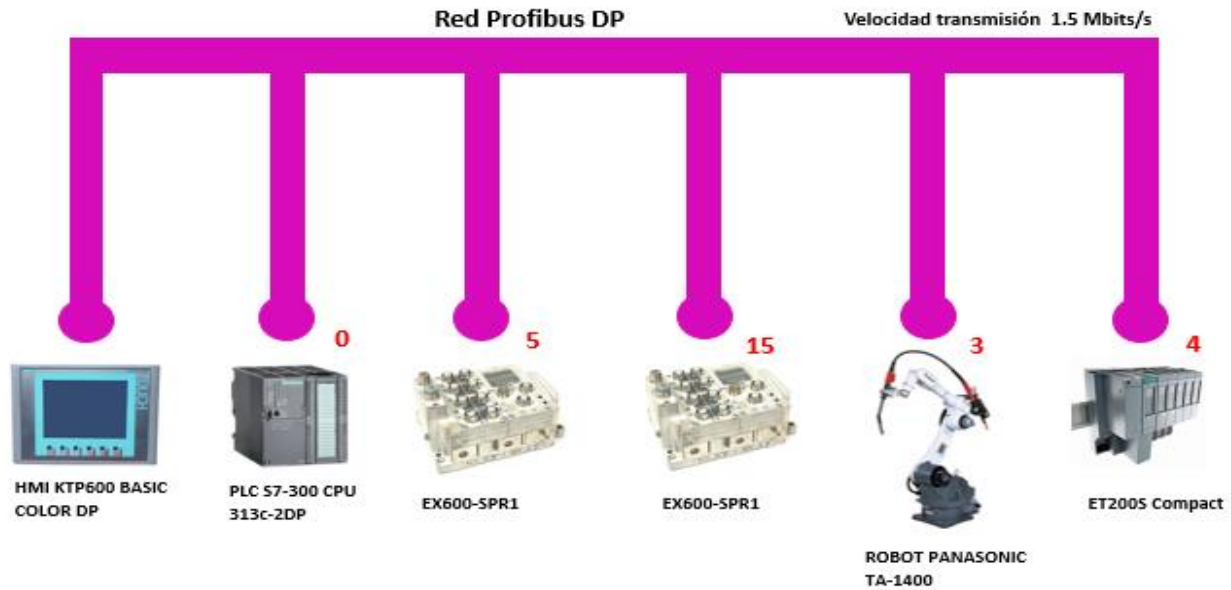 Red Profibus DP
Velocidad transmisión 1.5 Mbits/s
0
5
15
3
4
HMI KTP600 BASIC
COLOR DP
PLC S7-300 CPU
313c-2DP
EX600-SPR1
EX600-SPR1
ROBOT PANASONIC
TA-1400
ET200S Compact